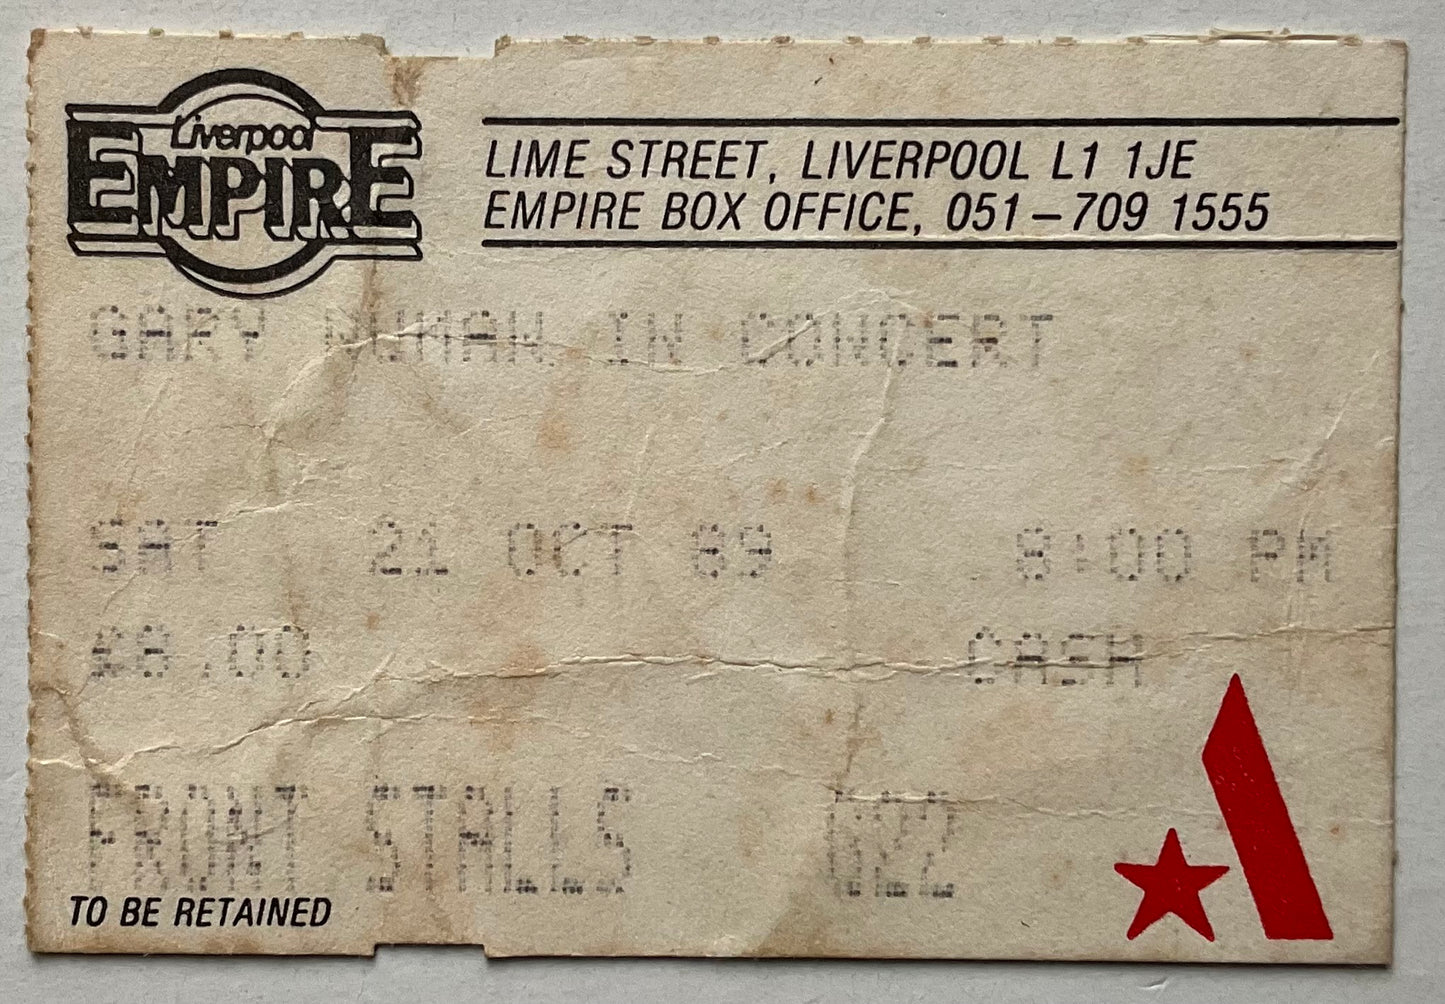 Liverpool
EMPIRE
LIME STREET, LIVERPOOL L1 1JE
EMPIRE BOX OFFICE, 051-709 1555
GARY NUMAN IN CONCERT
SAT 21 OCT 89 8:00 PM
£8.00 CASH
FRONT STALLS G22
TO BE RETAINED